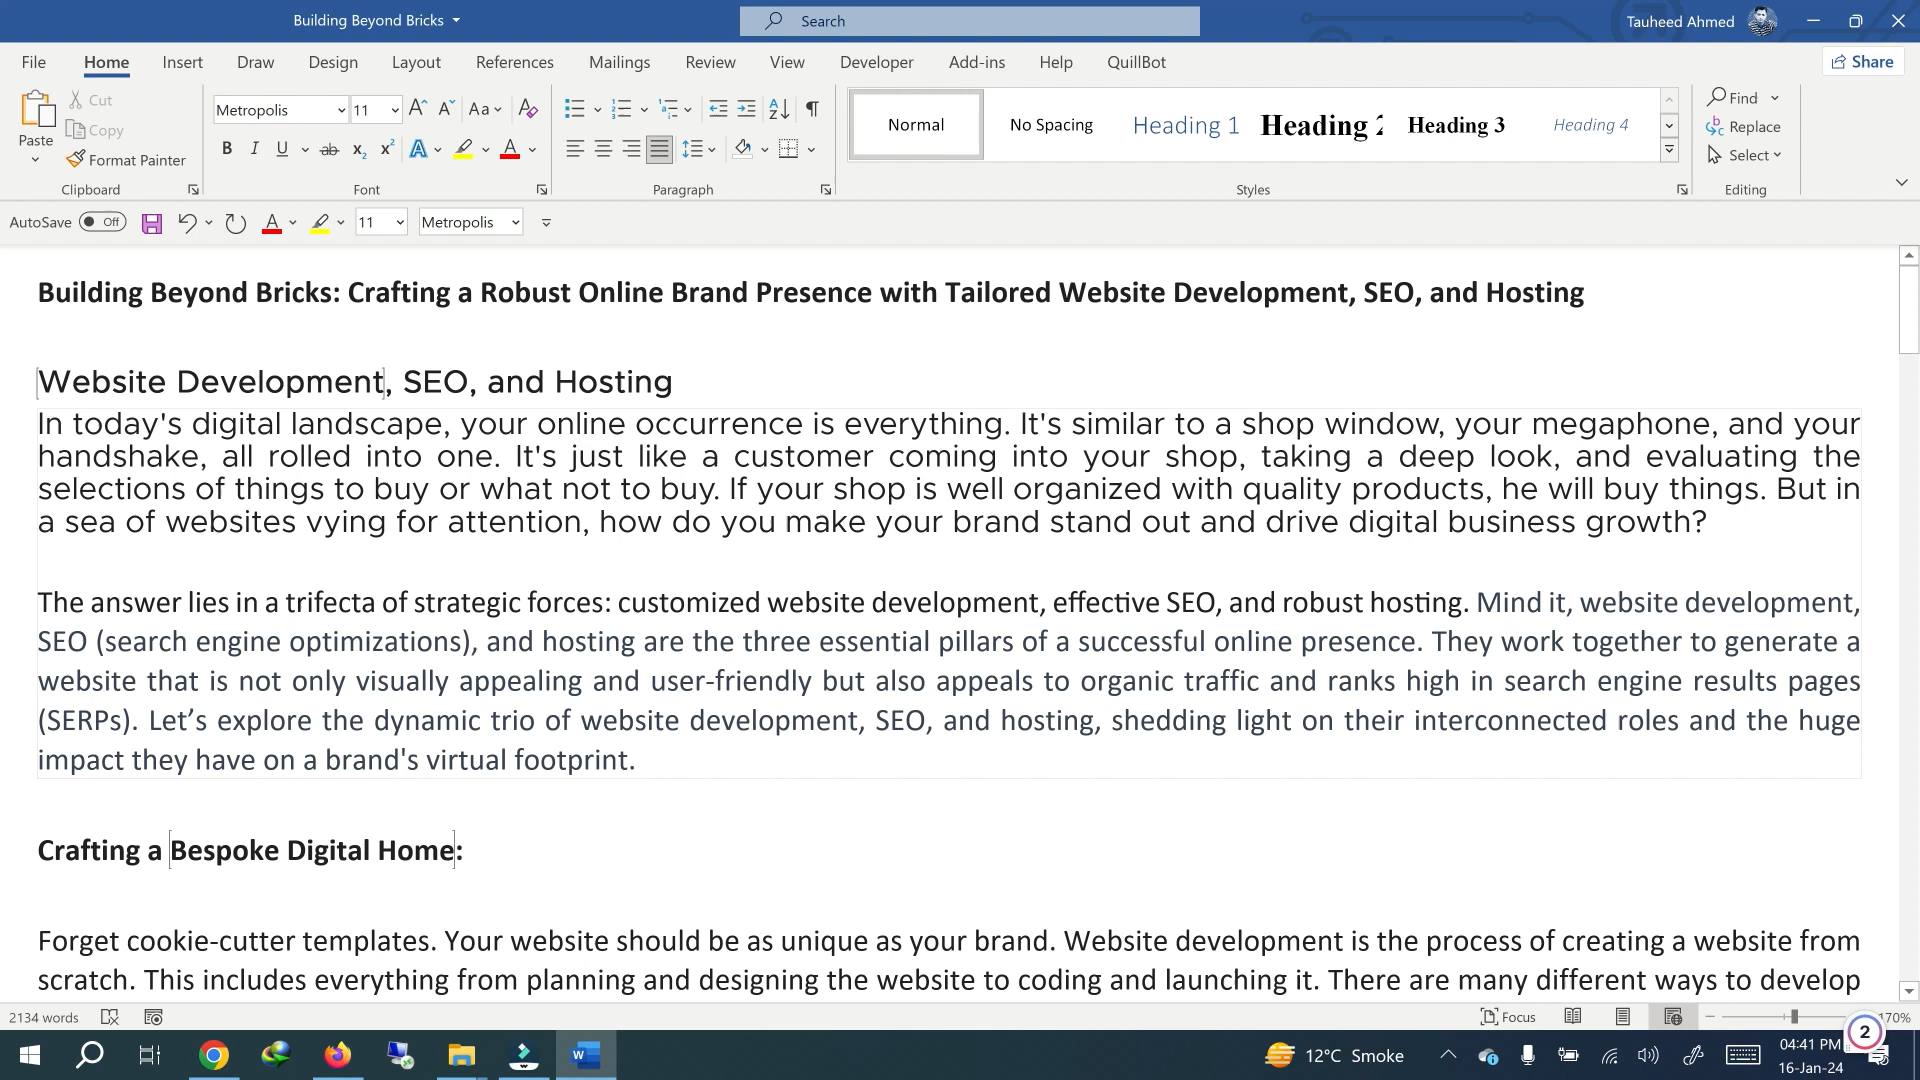 Building Beyond Bricks
Search
Tauheed Ahmed
File Home Insert Draw Design Layout References Mailings Review View Developer Add-ins Help QuillBot Share
Paste
Cut
Copy
Format Painter
Clipboard
Metropolis 11
Font
Paragraph
Normal
No Spacing
Heading 1
Heading 2
Heading 3
Heading 4
Styles
Find
Replace
Select
Editing
AutoSave Off 11 Metropolis
Building Beyond Bricks: Crafting a Robust Online Brand Presence with Tailored Website Development, SEO, and Hosting
Website Development, SEO, and Hosting
In today's digital landscape, your online occurrence is everything. It's similar to a shop window, your megaphone, and your
handshake, all rolled into one. It's just like a customer coming into your shop, taking a deep look, and evaluating the
selections of things to buy or what not to buy. If your shop is well organized with quality products, he will buy things. But in
a sea of websites vying for attention, how do you make your brand stand out and drive digital business growth?
The answer lies in a trifecta of strategic forces: customized website development, effective SEO, and robust hosting. Mind it, website development,
SEO (search engine optimizations), and hosting are the three essential pillars of a successful online presence. They work together to generate a
website that is not only visually appealing and user-friendly but also appeals to organic traffic and ranks high in search engine results pages
(SERPs). Let’s explore the dynamic trio of website development, SEO, and hosting, shedding light on their interconnected roles and the huge
impact they have on a brand's virtual footprint.
Crafting a Bespoke Digital Home:
Forget cookie-cutter templates. Your website should be as unique as your brand. Website development is the process of creating a website from
scratch. This includes everything from planning and designing the website to coding and launching it. There are many different ways to develop
2134 words
Focus
170%
12°C Smoke
04:41 PM
16-Jan-24
2